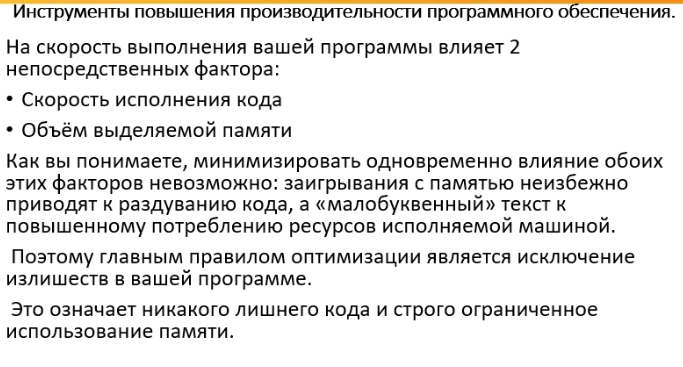 Инструменты повышения производительности программного обеспечения.
На скорость выполнения вашей программы влияет 2
непосредственных фактора:
• Скорость исполнения кода
• Объём выделяемой памяти
Как вы понимаете, минимизировать одновременно влияние обоих
этих факторов невозможно: заигрывания с памятью неизбежно
приводят к раздуванию кода, а «малобуквенный» текст к
повышенному потреблению ресурсов исполняемой машиной.
Поэтому главным правилом оптимизации является исключение
излишеств в вашей программе.
Это означает никакого лишнего кода и строго ограниченное
использование памяти.